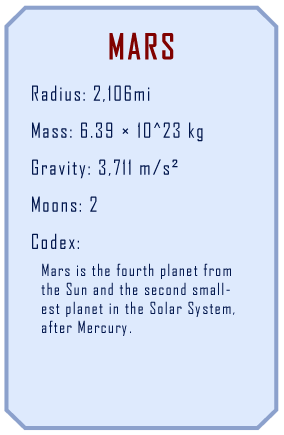 MARS
Radius: 2,106mi
Mass: 6.39 × 10^23 kg
Gravity: 3,711 m/s²
Moons: 2
Codex:
Mars is the fourth planet from
the Sun and the second small-
est planet in the Solar System,
after Mercury.